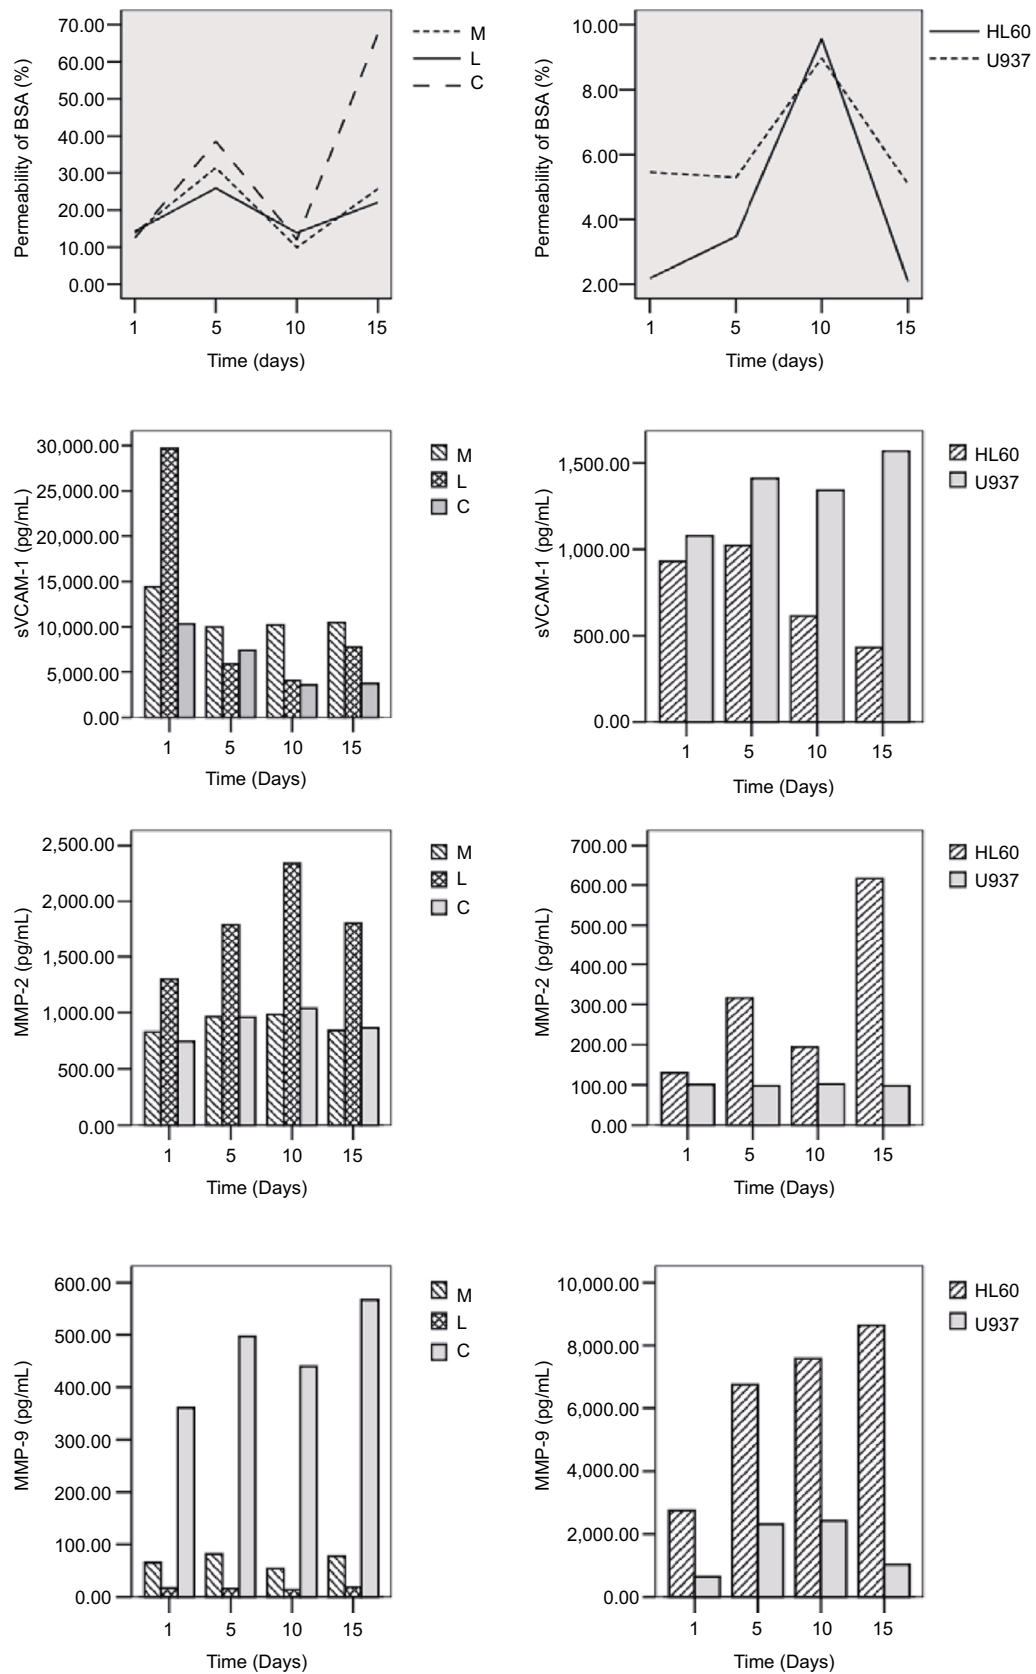 Permeability of BSA (%)
70.00
60.00
50.00
40.00
30.00
20.00
10.00
0.00
1 5 10 15
Time (days)
M
L
C
Permeability of BSA (%)
10.00
8.00
6.00
4.00
2.00
1 5 10 15
Time (days)
HL60
U937
sVCAM-1 (pg/mL)
30,000.00
25,000.00
20,000.00
15,000.00
10,000.00
5,000.00
0.00
1 5 10 15
Time (Days)
M
L
C
sVCAM-1 (pg/mL)
1,500.00
1,000.00
500.00
0.00
1 5 10 15
Time (Days)
HL60
U937
MMP-2 (pg/mL)
2,500.00
2,000.00
1,500.00
1,000.00
500.00
0.00
1 5 10 15
Time (Days)
M
L
C
MMP-2 (pg/mL)
700.00
600.00
500.00
400.00
300.00
200.00
100.00
0.00
1 5 10 15
Time (Days)
HL60
U937
MMP-9 (pg/mL)
600.00
500.00
400.00
300.00
200.00
100.00
0.00
1 5 10 15
Time (Days)
M
L
C
MMP-9 (pg/mL)
10,000.00
8,000.00
6,000.00
4,000.00
2,000.00
0.00
1 5 10 15
Time (Days)
HL60
U937